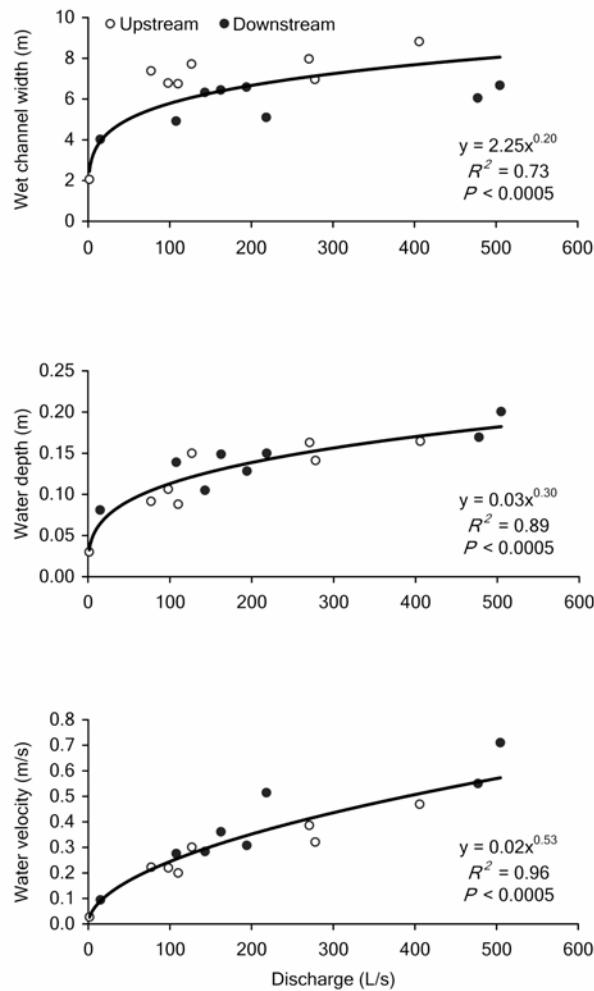 Upstream Downstream
Wet channel width (m)
10
8
6
4
2
0
y = 2.25x^0.20
R^2 = 0.73
P < 0.0005
0 100 200 300 400 500 600
Water depth (m)
0.25
0.20
0.15
0.10
0.05
0.00
y = 0.03x^0.30
R^2 = 0.89
P < 0.0005
0 100 200 300 400 500 600
Water velocity (m/s)
0.8
0.7
0.6
0.5
0.4
0.3
0.2
0.1
0.0
y = 0.02x^0.53
R^2 = 0.96
P < 0.0005
0 100 200 300 400 500 600
Discharge (L/s)